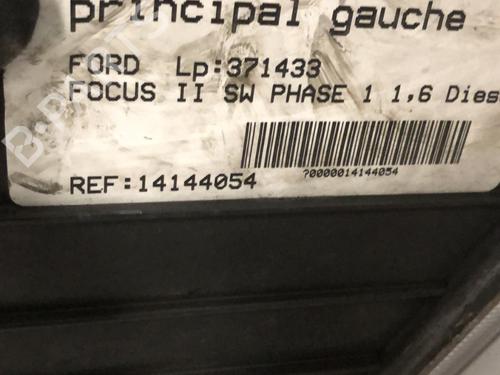 principal gauche
FORD Lp:371433
FOCUS II SW PHASE 1 1,6 Dies
REF:14144054
?0000014144054